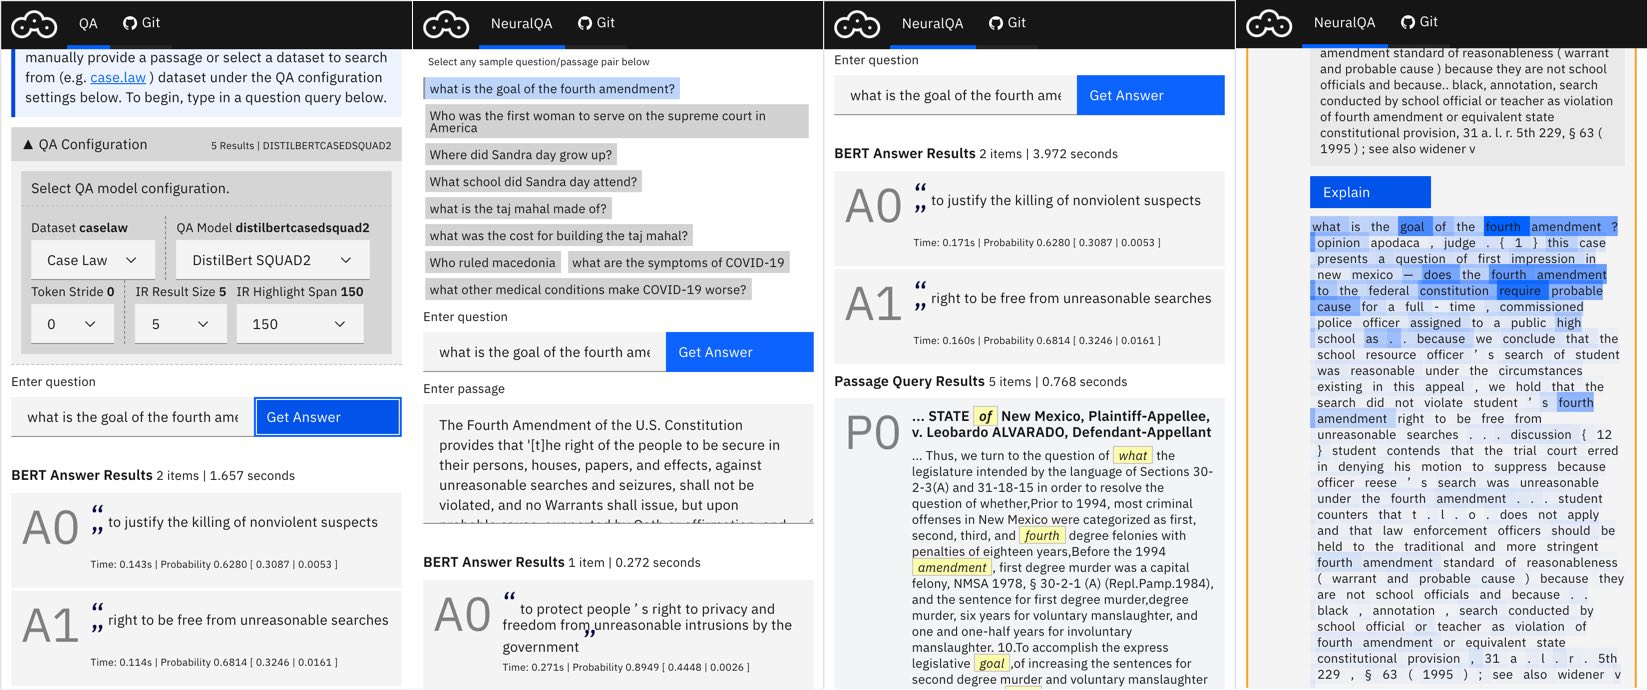 QA Git
manually provide a passage or select a dataset to search
from (e.g. case.law ) dataset under the QA configuration
settings below. To begin, type in a question query below.
▲ QA Configuration 5 Results | DISTILBERTCASEDSQUAD2
Select QA model configuration.
Dataset caselaw QA Model distilbertcasedsquad2
Case Law DistilBert SQUAD2
Token Stride 0 IR Result Size 5 IR Highlight Span 150
0 5 150
Enter question
what is the goal of the fourth ame Get Answer
BERT Answer Results 2 items | 1.657 seconds
A0 “ to justify the killing of nonviolent suspects ”
Time: 0.143s | Probability 0.6280 [ 0.3087 | 0.0053 ]
A1 “ right to be free from unreasonable searches ”
Time: 0.114s | Probability 0.6814 [ 0.3246 | 0.0161 ]
NeuralQA Git
Select any sample question/passage pair below
what is the goal of the fourth amendment?
Who was the first woman to serve on the supreme court in
America
Where did Sandra day grow up?
What school did Sandra day attend?
what is the taj mahal made of?
what was the cost for building the taj mahal?
Who ruled macedonia what are the symptoms of COVID-19
what other medical conditions make COVID-19 worse?
Enter question
what is the goal of the fourth ame Get Answer
Enter passage
The Fourth Amendment of the U.S. Constitution
provides that '[t]he right of the people to be secure in
their persons, houses, papers, and effects, against
unreasonable searches and seizures, shall not be
violated, and no Warrants shall issue, but upon
BERT Answer Results 1 item | 0.272 seconds
A0 “ to protect people ’ s right to privacy and
freedom from unreasonable intrusions by the
government ”
Time: 0.271s | Probability 0.8949 [ 0.4448 | 0.0026 ]
NeuralQA Git
Enter question
what is the goal of the fourth ame Get Answer
BERT Answer Results 2 items | 3.972 seconds
A0 “ to justify the killing of nonviolent suspects ”
Time: 0.171s | Probability 0.6280 [ 0.3087 | 0.0053 ]
A1 “ right to be free from unreasonable searches ”
Time: 0.160s | Probability 0.6814 [ 0.3246 | 0.0161 ]
Passage Query Results 5 items | 0.768 seconds
P0 ... STATE of New Mexico, Plaintiff-Appellee,
v. Leobardo ALVARADO, Defendant-Appellant
... Thus, we turn to the question of what the
legislature intended by the language of Sections 30-
2-3(A) and 31-18-15 in order to resolve the
question of whether,Prior to 1994, most criminal
offenses in New Mexico were categorized as first,
second, third, and fourth degree felonies with
penalties of eighteen years,Before the 1994
amendment , first degree murder was a capital
felony, NMSA 1978, § 30-2-1 (A) (Repl.Pamp.1984),
and the sentence for first degree murder,degree
murder, six years for voluntary manslaughter, and
one and one-half years for involuntary
manslaughter. 10.To accomplish the express
legislative goal ,of increasing the sentences for
second degree murder and voluntary manslaughter
NeuralQA Git
amendment standard of reasonableness ( warrant
and probable cause ) because they are not school
officials and because.. black, annotation, search
conducted by school official or teacher as violation
of fourth amendment or equivalent state
constitutional provision, 31 a. l. r. 5th 229, § 63 (
1995 ) ; see also widener v
Explain
what is the goal of the fourth amendment ?
opinion apodaca , judge . { 1 } this case
presents a question of first impression in
new mexico — does the fourth amendment
to the federal constitution require probable
cause for a full - time , commissioned
police officer assigned to a public high
school as . . because we conclude that the
school resource officer ’ s search of student
was reasonable under the circumstances
existing in this appeal , we hold that the
search did not violate student ’ s fourth
amendment right to be free from
unreasonable searches . . . discussion { 12
} student contends that the trial court erred
in denying his motion to suppress because
officer reese ’ s search was unreasonable
under the fourth amendment . . . student
counters that t . l . o . does not apply
and that law enforcement officers should be
held to the traditional and more stringent
fourth amendment standard of reasonableness
( warrant and probable cause ) because they
are not school officials and because . .
black , annotation , search conducted by
school official or teacher as violation of
fourth amendment or equivalent state
constitutional provision , 31 a . l . r . 5th
229 , § 63 ( 1995 ) ; see also widener v